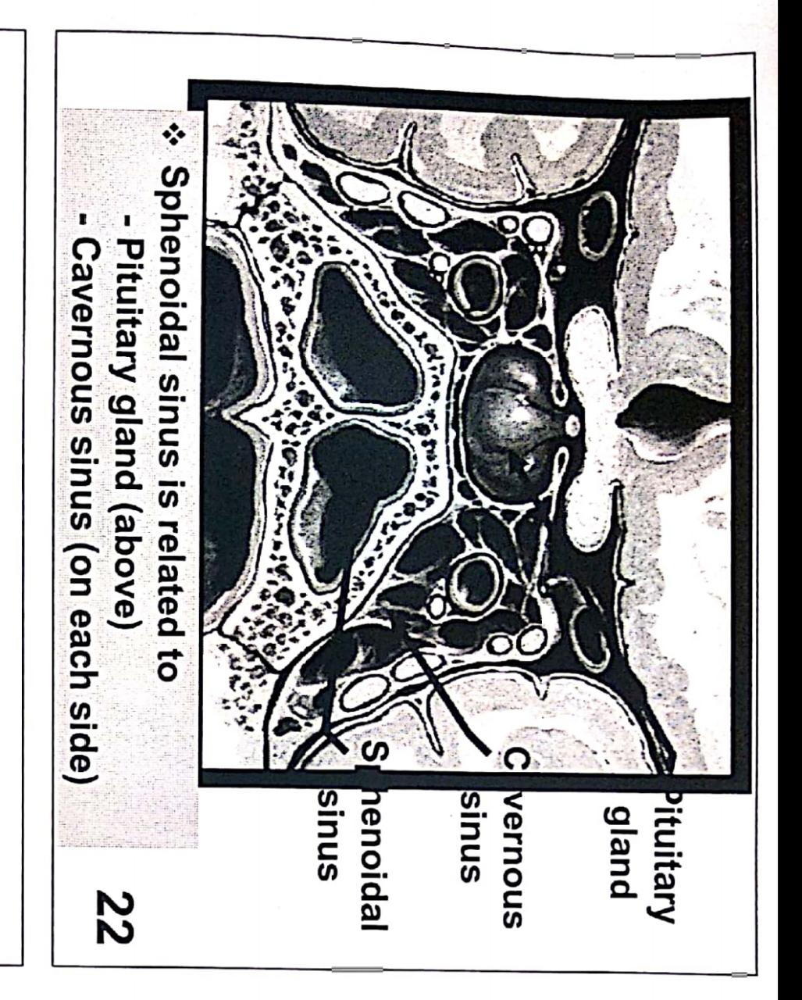 Pituitary
gland
C vernous
sinus
S henoidal
sinus
❖ Sphenoidal sinus is related to
- Pituitary gland (above)
- Cavernous sinus (on each side)
22